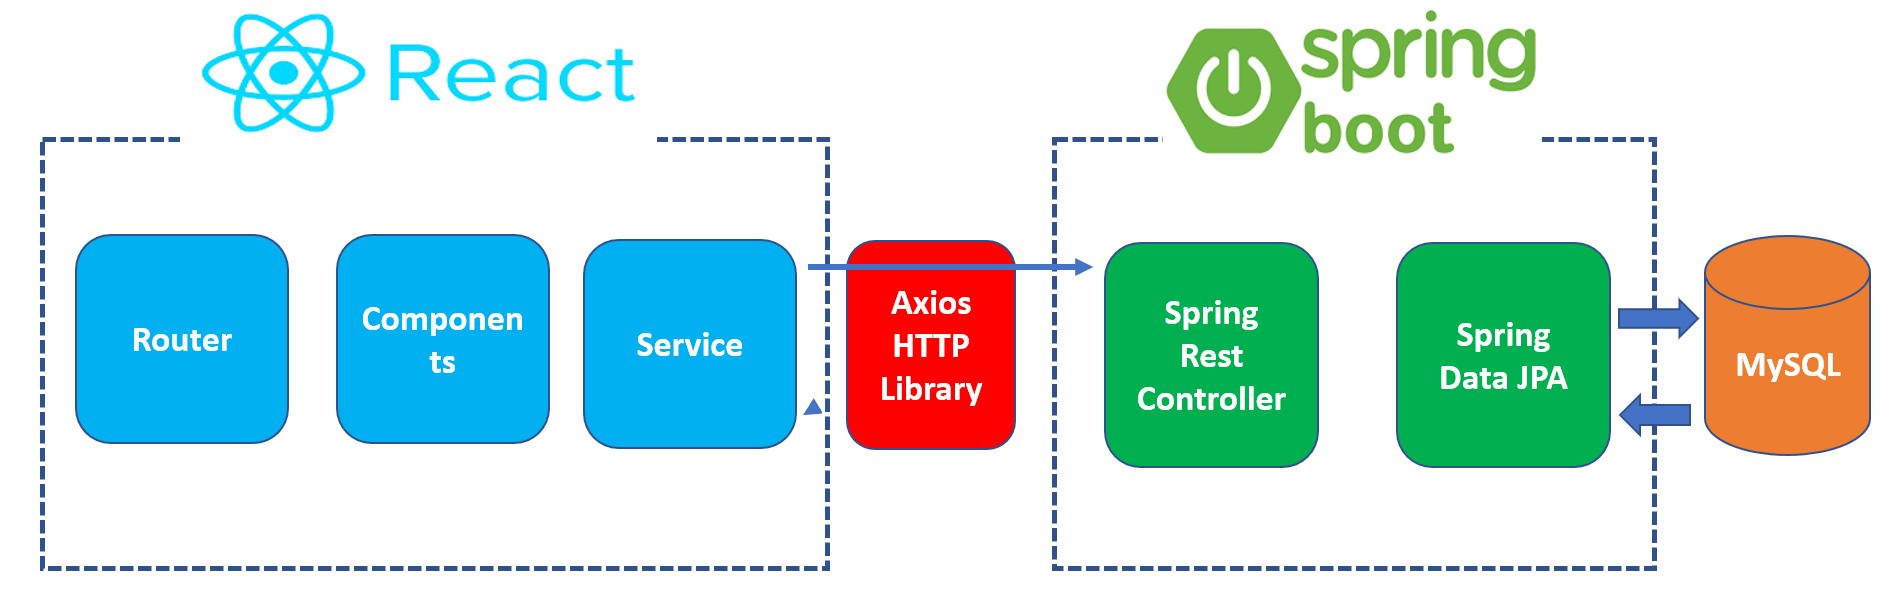 React
spring
boot
Router
Componen
ts
Service
Axios
HTTP
Library
Spring
Rest
Controller
Spring
Data JPA
MySQL